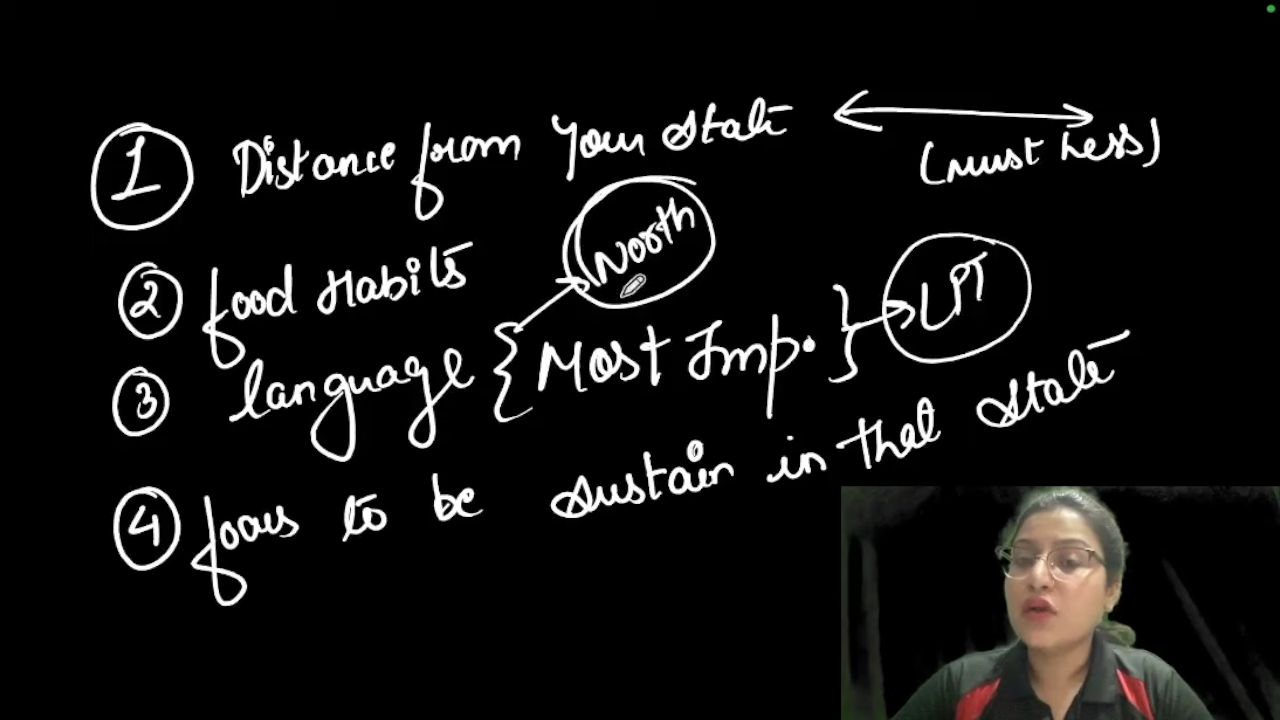 1 Distance from your state
(must Less)
2 food Habits
North
3 language { Most Imp. }
LPT
4 focus to be sustain in that state